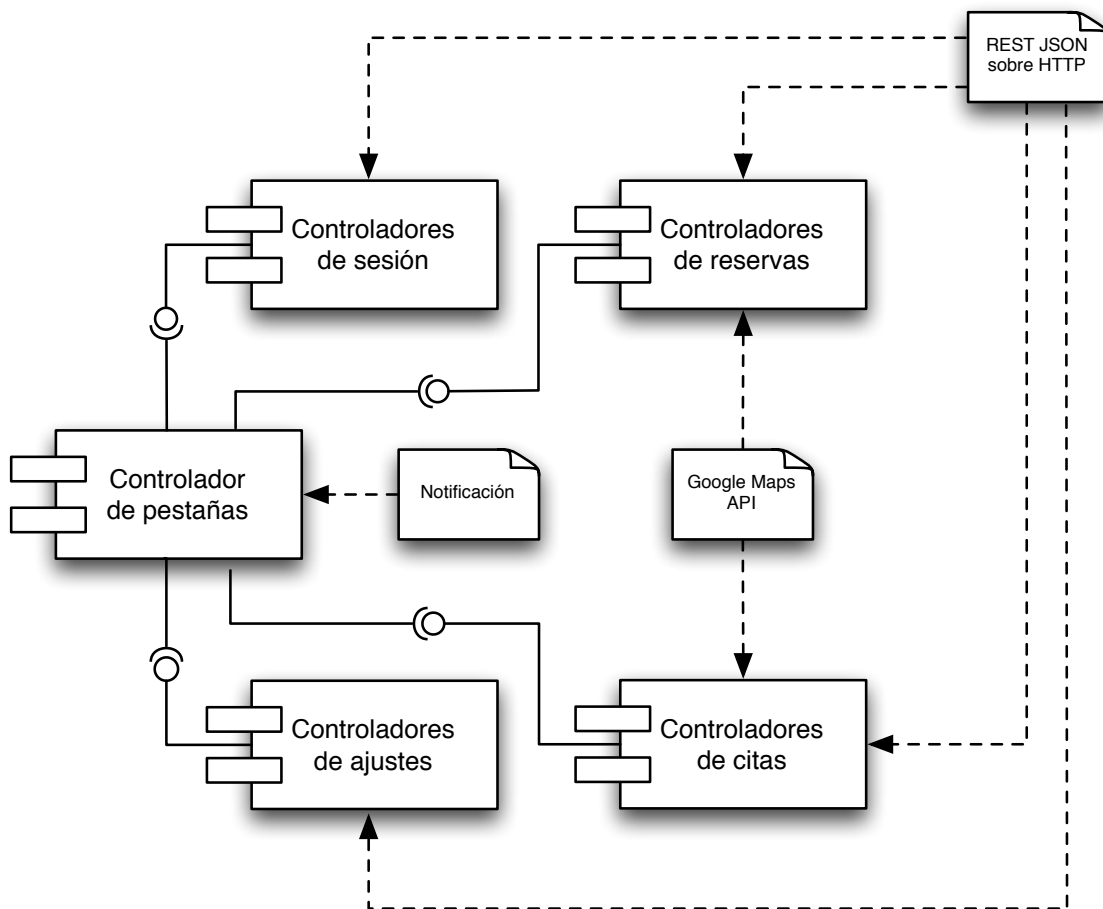 REST JSON
sobre HTTP
Controladores
de sesión
Controladores
de reservas
Controlador
de pestañas
Notificación
Google Maps
API
Controladores
de ajustes
Controladores
de citas